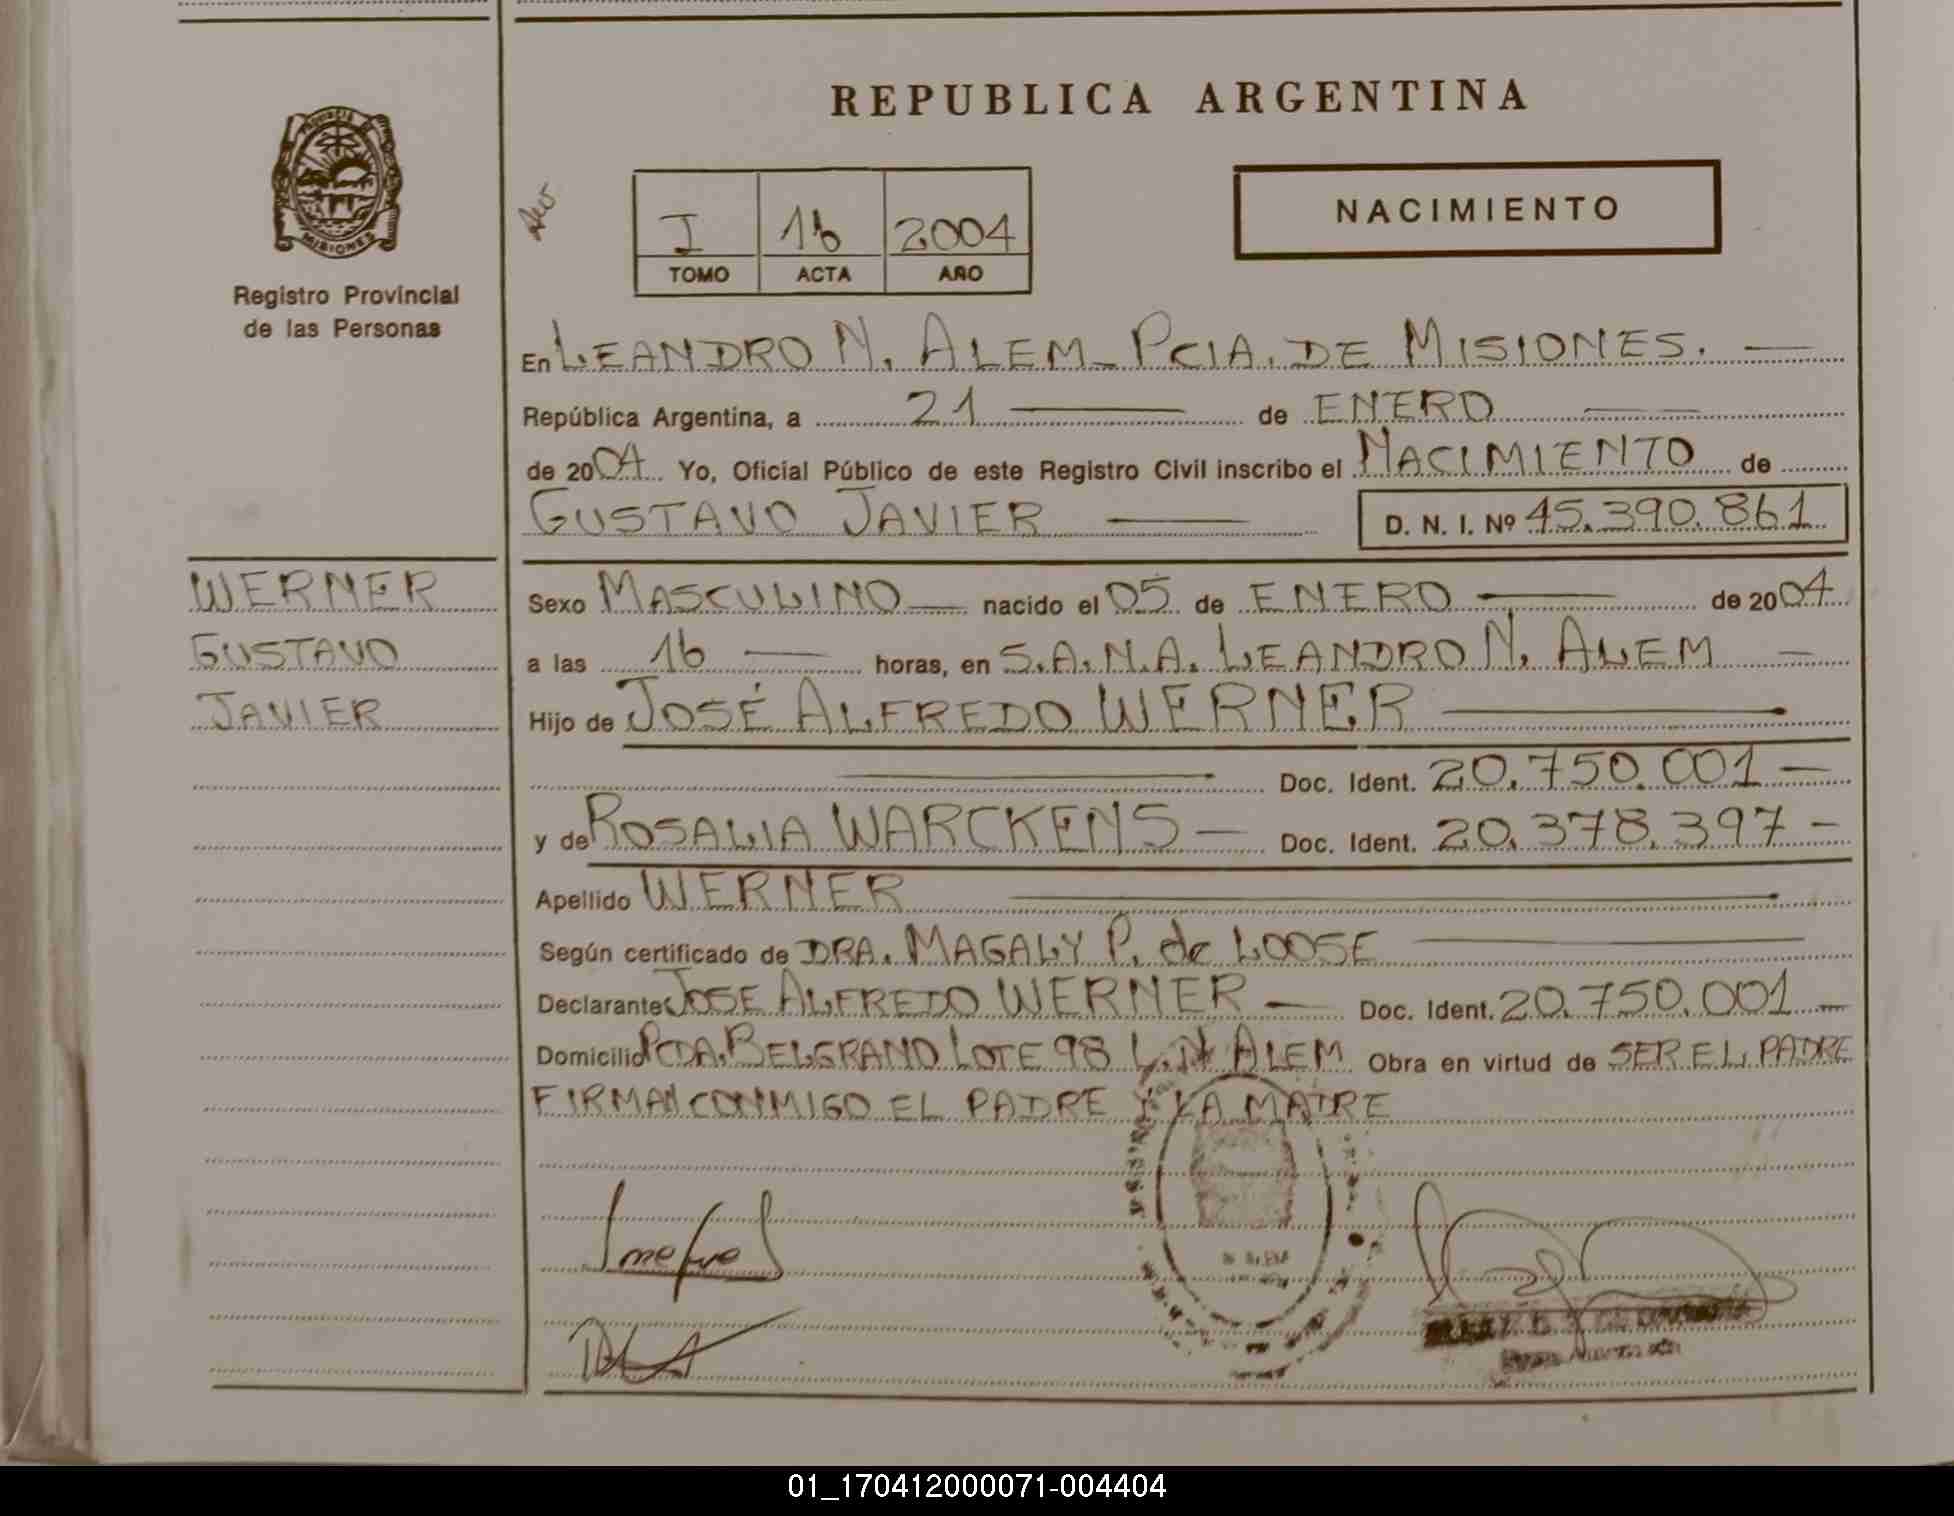 REPUBLICA ARGENTINA
PROVINCIA DE
MISIONES
Registro Provincial
de las Personas
I 16 2004
TOMO ACTA AÑO
NACIMIENTO
En LEANDRO N. ALEM - PCIA. DE MISIONES. —
República Argentina, a 21 — de ENERO —
de 2004 Yo, Oficial Público de este Registro Civil inscribo el NACIMIENTO de
GUSTAVO JAVIER — D. N. I. Nº 45.390.861
WERNER
GUSTAVO
JAVIER
Sexo MASCULINO — nacido el 05 de ENERO — de 2004
a las 16 — horas, en S.A.M.A. LEANDRO N. ALEM —
Hijo de JOSÉ ALFREDO WERNER —
— Doc. Ident. 20.750.001 —
y de ROSALIA WARCKENS — Doc. Ident. 20.378.397 —
Apellido WERNER —
Según certificado de DRA. MAGALY P. de LOOSE —
Declarante JOSE ALFREDO WERNER — Doc. Ident. 20.750.001 —
Domicilio PCDA. BELGRANO LOTE 98 L.N ALEM Obra en virtud de SER EL PADRE
FIRMAN CONMIGO EL PADRE Y LA MADRE
01_170412000071-004404